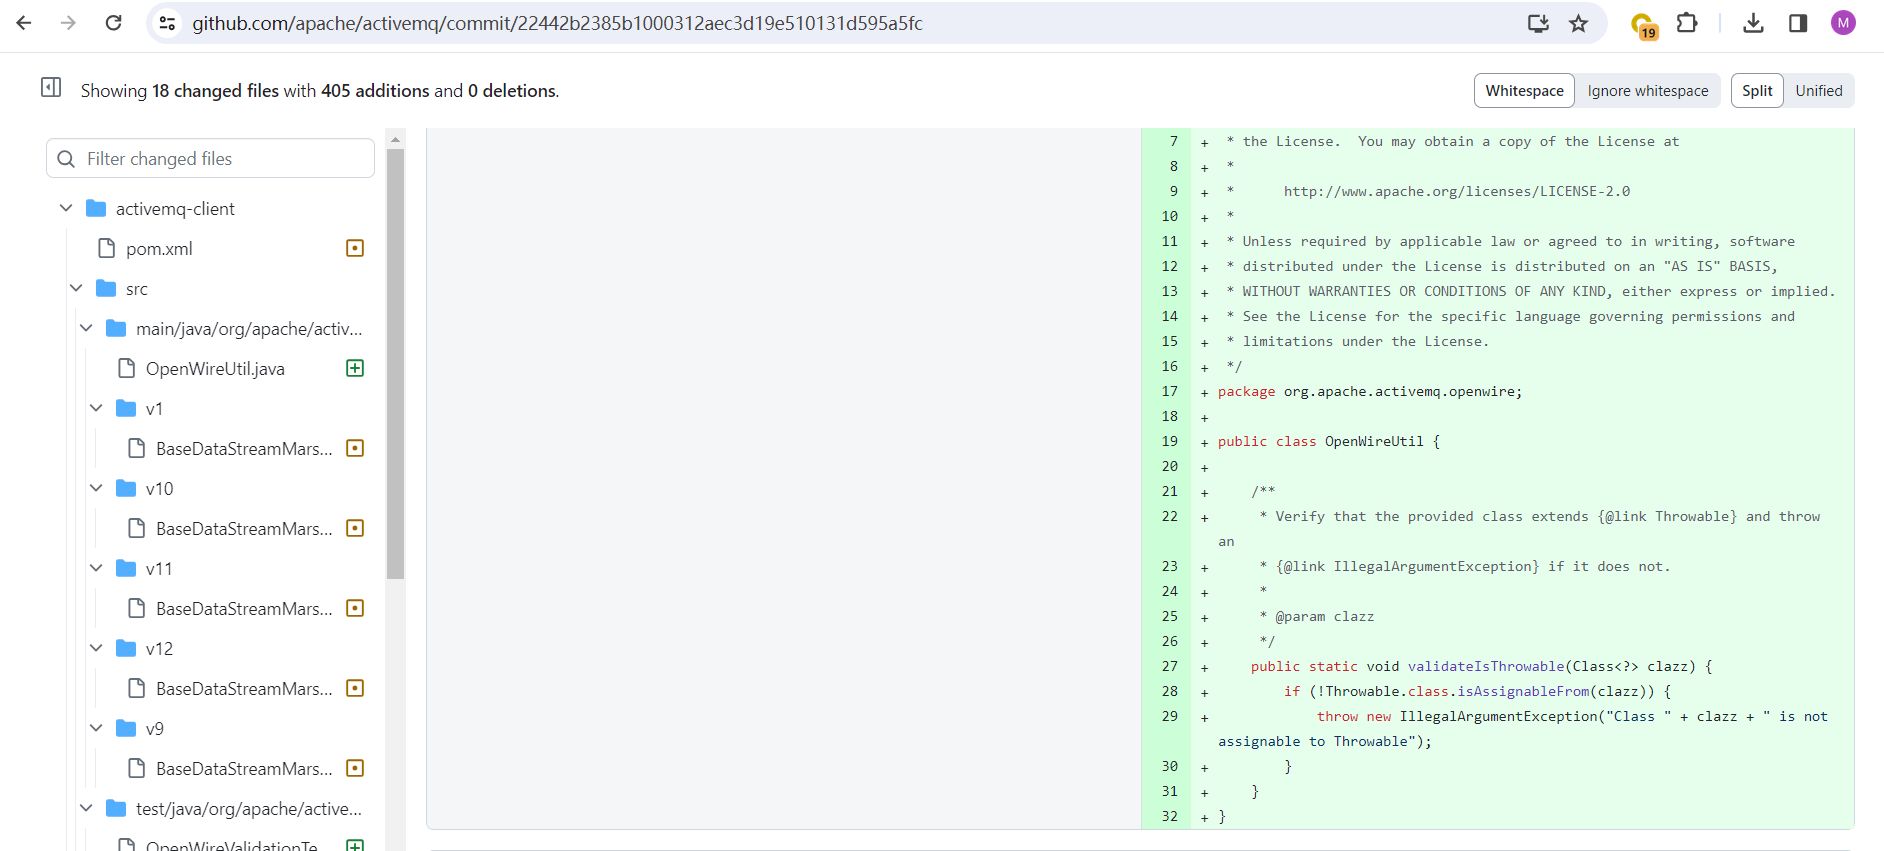 github.com/apache/activemq/commit/22442b2385b1000312aec3d19e510131d595a5fc
19
M
Showing 18 changed files with 405 additions and 0 deletions.
Whitespace Ignore whitespace Split Unified
Filter changed files
activemq-client
pom.xml
src
main/java/org/apache/activ...
OpenWireUtil.java
v1
BaseDataStreamMars...
v10
BaseDataStreamMars...
v11
BaseDataStreamMars...
v12
BaseDataStreamMars...
v9
BaseDataStreamMars...
test/java/org/apache/active...
OpenWireValidationTe...
7 + * the License.  You may obtain a copy of the License at
8 + *
9 + *      http://www.apache.org/licenses/LICENSE-2.0
10 + *
11 + * Unless required by applicable law or agreed to in writing, software
12 + * distributed under the License is distributed on an "AS IS" BASIS,
13 + * WITHOUT WARRANTIES OR CONDITIONS OF ANY KIND, either express or implied.
14 + * See the License for the specific language governing permissions and
15 + * limitations under the License.
16 + */
17 + package org.apache.activemq.openwire;
18 +
19 + public class OpenWireUtil {
20 +
21 +     /**
22 +      * Verify that the provided class extends {@link Throwable} and throw
an
23 +      * {@link IllegalArgumentException} if it does not.
24 +      *
25 +      * @param clazz
26 +      */
27 +     public static void validateIsThrowable(Class<?> clazz) {
28 +         if (!Throwable.class.isAssignableFrom(clazz)) {
29 +             throw new IllegalArgumentException("Class " + clazz + " is not
assignable to Throwable");
30 +         }
31 +     }
32 + }